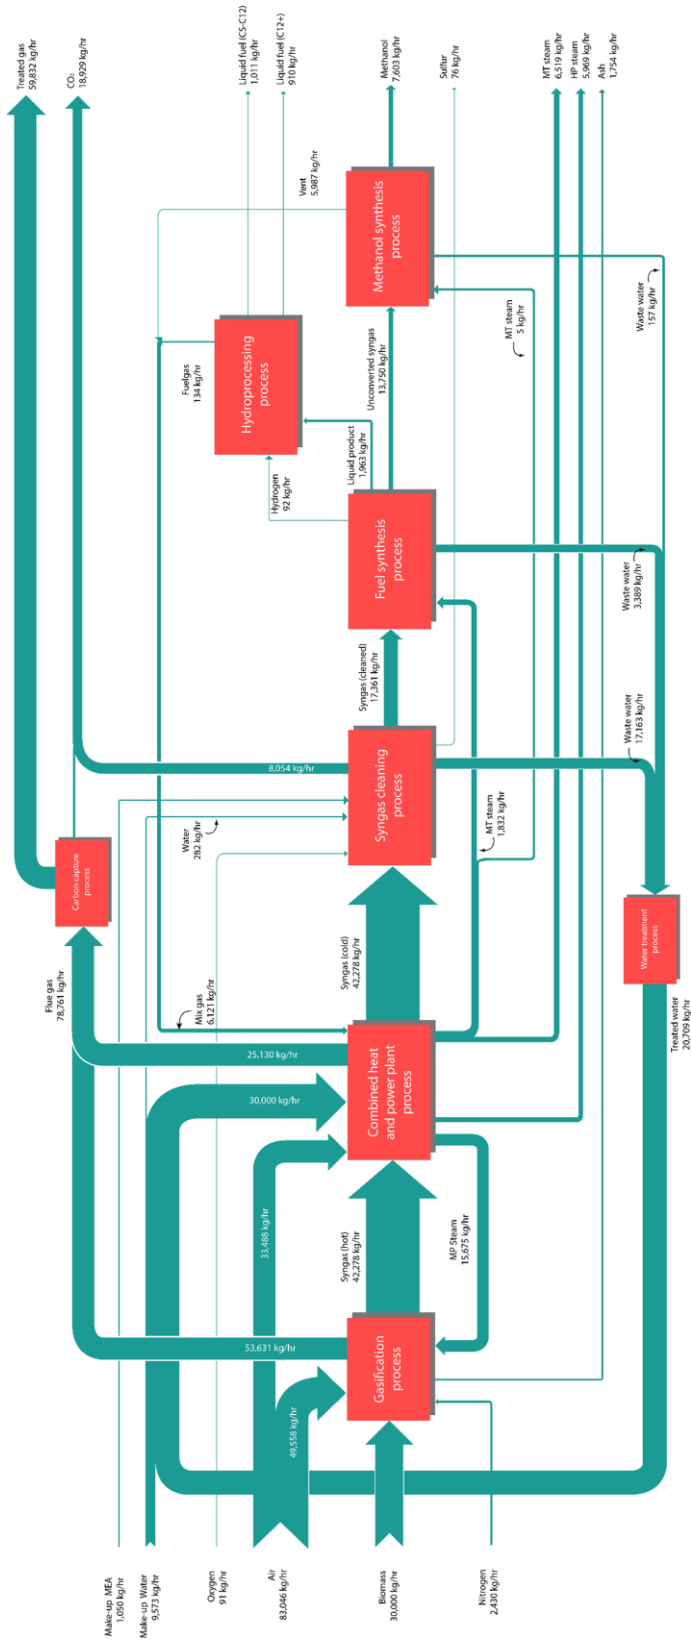 Treated gas
59,832 kg/hr
CO₂
18,929 kg/hr
Liquid fuel (C5-C12)
1,011 kg/hr
Liquid fuel (C12+)
910 kg/hr
Methanol
7,603 kg/hr
Sulfur
76 kg/hr
MT steam
6,519 kg/hr
HP steam
5,969 kg/hr
Ash
1,754 kg/hr
Vent
5,987 kg/hr
Methanol synthesis
process
Waste water
157 kg/hr
MT steam
5 kg/hr
Fuelgas
134 kg/hr
Hydroprocessing
process
Unconverted syngas
13,750 kg/hr
Liquid product
1,963 kg/hr
Hydrogen
92 kg/hr
Fuel synthesis
process
Waste water
3,389 kg/hr
Syngas (cleaned)
17,361 kg/hr
Waste water
17,163 kg/hr
8,054 kg/hr
Syngas cleaning
process
Water
282 kg/hr
MT steam
1,832 kg/hr
Carbon capture
process
Water treatment
process
Flue gas
78,761 kg/hr
Syngas (cold)
42,278 kg/hr
Mix gas
6,121 kg/hr
Treated water
20,709 kg/hr
25,130 kg/hr
30,000 kg/hr
Combined heat
and power plant
process
33,488 kg/hr
Syngas (hot)
42,278 kg/hr
MP Steam
15,675 kg/hr
53,631 kg/hr
Gasification
process
49,558 kg/hr
Make-up MEA
1,050 kg/hr
Make-up Water
9,573 kg/hr
Oxygen
91 kg/hr
Air
83,046 kg/hr
Biomass
30,000 kg/hr
Nitrogen
2,430 kg/hr